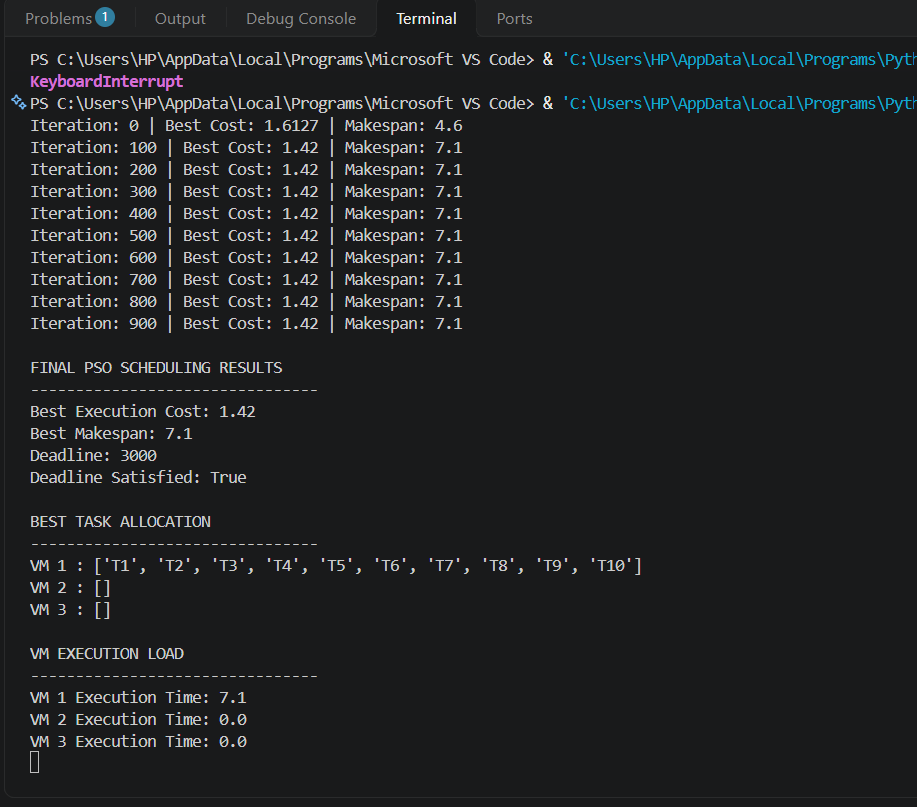 Problems 1 Output Debug Console Terminal Ports
PS C:\Users\HP\AppData\Local\Programs\Microsoft VS Code> & 'C:\Users\HP\AppData\Local\Programs\Pyth
KeyboardInterrupt
PS C:\Users\HP\AppData\Local\Programs\Microsoft VS Code> & 'C:\Users\HP\AppData\Local\Programs\Pyth
Iteration: 0 | Best Cost: 1.6127 | Makespan: 4.6
Iteration: 100 | Best Cost: 1.42 | Makespan: 7.1
Iteration: 200 | Best Cost: 1.42 | Makespan: 7.1
Iteration: 300 | Best Cost: 1.42 | Makespan: 7.1
Iteration: 400 | Best Cost: 1.42 | Makespan: 7.1
Iteration: 500 | Best Cost: 1.42 | Makespan: 7.1
Iteration: 600 | Best Cost: 1.42 | Makespan: 7.1
Iteration: 700 | Best Cost: 1.42 | Makespan: 7.1
Iteration: 800 | Best Cost: 1.42 | Makespan: 7.1
Iteration: 900 | Best Cost: 1.42 | Makespan: 7.1
FINAL PSO SCHEDULING RESULTS
--------------------------------
Best Execution Cost: 1.42
Best Makespan: 7.1
Deadline: 3000
Deadline Satisfied: True
BEST TASK ALLOCATION
--------------------------------
VM 1 : ['T1', 'T2', 'T3', 'T4', 'T5', 'T6', 'T7', 'T8', 'T9', 'T10']
VM 2 : []
VM 3 : []
VM EXECUTION LOAD
--------------------------------
VM 1 Execution Time: 7.1
VM 2 Execution Time: 0.0
VM 3 Execution Time: 0.0